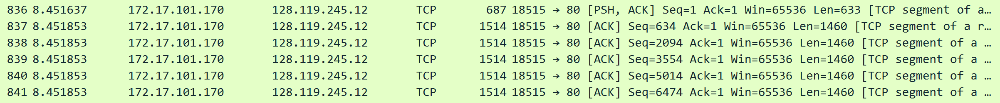 836 8.451637 172.17.101.170 128.119.245.12 TCP 687 18515 → 80 [PSH, ACK] Seq=1 Ack=1 Win=65536 Len=633 [TCP segment of a…
837 8.451853 172.17.101.170 128.119.245.12 TCP 1514 18515 → 80 [ACK] Seq=634 Ack=1 Win=65536 Len=1460 [TCP segment of a r…
838 8.451853 172.17.101.170 128.119.245.12 TCP 1514 18515 → 80 [ACK] Seq=2094 Ack=1 Win=65536 Len=1460 [TCP segment of a …
839 8.451853 172.17.101.170 128.119.245.12 TCP 1514 18515 → 80 [ACK] Seq=3554 Ack=1 Win=65536 Len=1460 [TCP segment of a …
840 8.451853 172.17.101.170 128.119.245.12 TCP 1514 18515 → 80 [ACK] Seq=5014 Ack=1 Win=65536 Len=1460 [TCP segment of a …
841 8.451853 172.17.101.170 128.119.245.12 TCP 1514 18515 → 80 [ACK] Seq=6474 Ack=1 Win=65536 Len=1460 [TCP segment of a …